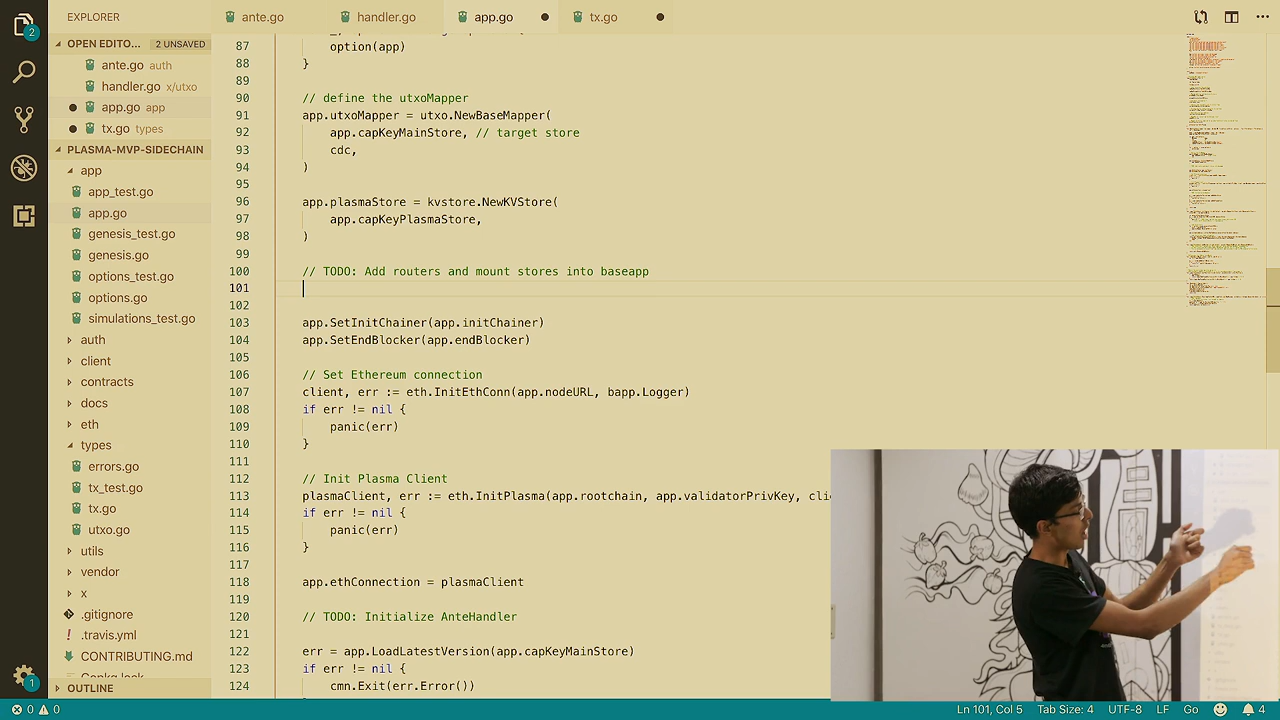 EXPLORER
OPEN EDITO... 2 UNSAVED
ante.go auth
handler.go x/utxo
app.go app
tx.go types
PLASMA-MVP-SIDECHAIN
app
app_test.go
app.go
genesis_test.go
genesis.go
options_test.go
options.go
simulations_test.go
auth
client
contracts
docs
eth
types
errors.go
tx_test.go
tx.go
utxo.go
utils
vendor
x
.gitignore
.travis.yml
CONTRIBUTING.md
OUTLINE
2
1
ante.go handler.go app.go tx.go
87 option(app)
88 }
89
90 // define the utxoMapper
91 app.utxoMapper = utxo.NewBaseMapper(
92 app.capKeyMainStore, // target store
93 cdc,
94 )
95
96 app.plasmaStore = kvstore.NewKVStore(
97 app.capKeyPlasmaStore,
98 )
99
100 // TODO: Add routers and mount stores into baseapp
101
102
103 app.SetInitChainer(app.initChainer)
104 app.SetEndBlocker(app.endBlocker)
105
106 // Set Ethereum connection
107 client, err := eth.InitEthConn(app.nodeURL, bapp.Logger)
108 if err != nil {
109 panic(err)
110 }
111
112 // Init Plasma Client
113 plasmaClient, err := eth.InitPlasma(app.rootchain, app.validatorPrivKey, cli
114 if err != nil {
115 panic(err)
116 }
117
118 app.ethConnection = plasmaClient
119
120 // TODO: Initialize AnteHandler
121
122 err = app.LoadLatestVersion(app.capKeyMainStore)
123 if err != nil {
124 cmn.Exit(err.Error())
0 0 Ln 101, Col 5 Tab Size: 4 UTF-8 LF Go 4